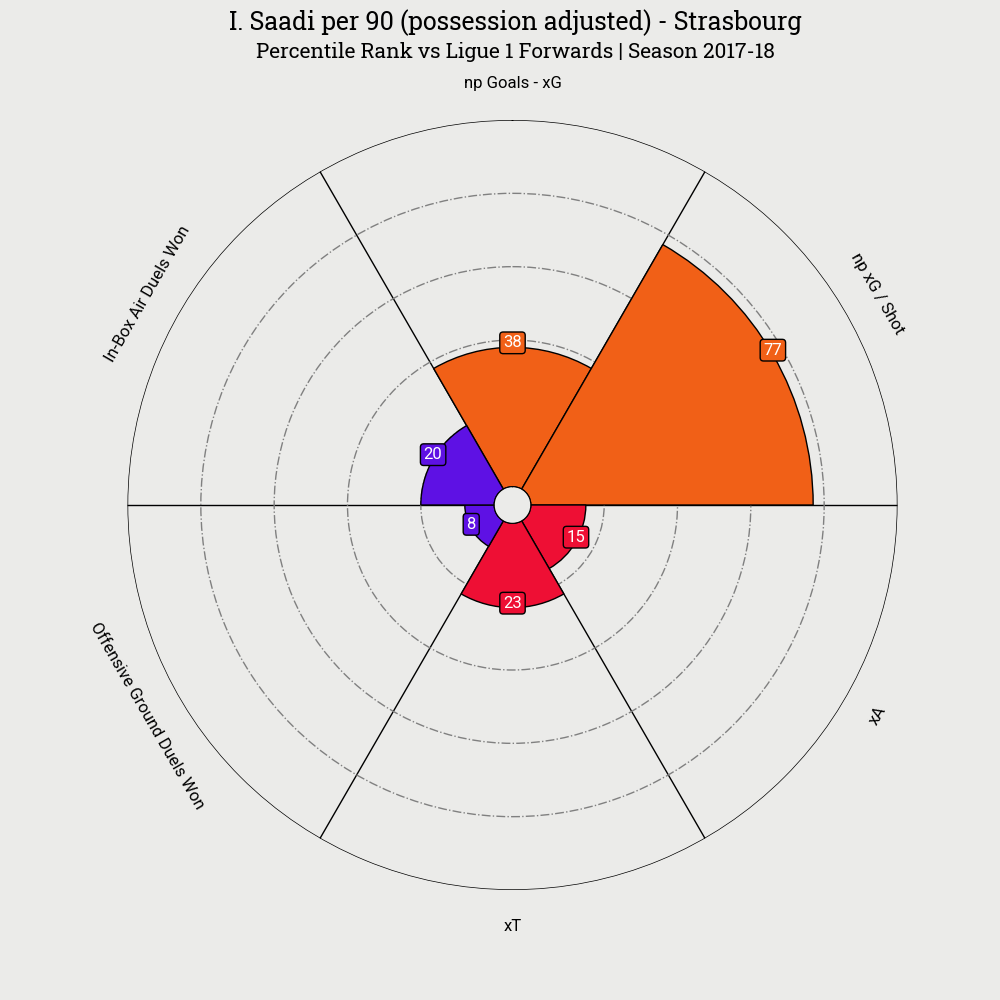 I. Saadi per 90 (possession adjusted) - Strasbourg
Percentile Rank vs Ligue 1 Forwards | Season 2017-18
np Goals - xG
In-Box Air Duels Won
np xG / Shot
38
77
20
8
15
23
Offensive Ground Duels Won
xA
xT